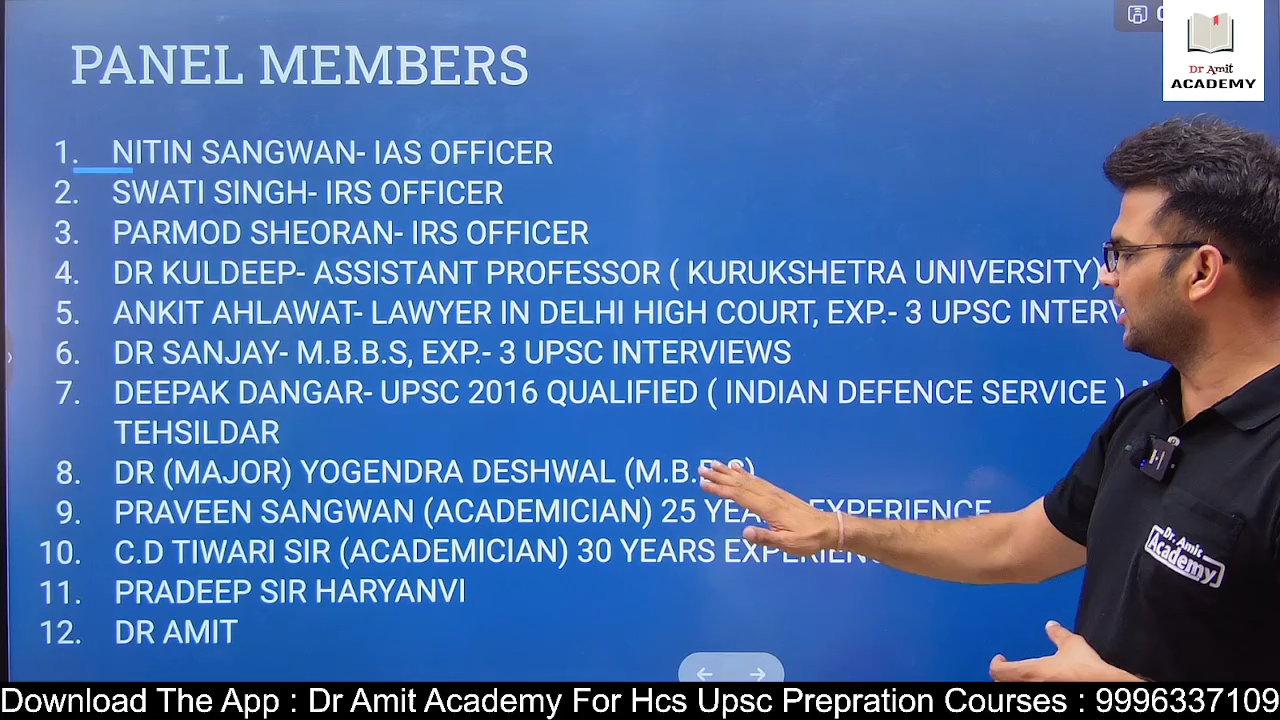 Dr Amit
ACADEMY
PANEL MEMBERS
1. NITIN SANGWAN- IAS OFFICER
2. SWATI SINGH- IRS OFFICER
3. PARMOD SHEORAN- IRS OFFICER
4. DR KULDEEP- ASSISTANT PROFESSOR ( KURUKSHETRA UNIVERSITY)
5. ANKIT AHLAWAT- LAWYER IN DELHI HIGH COURT, EXP.- 3 UPSC
6. DR SANJAY- M.B.B.S, EXP.- 3 UPSC INTERVIEWS
7. DEEPAK DANGAR- UPSC 2016 QUALIFIED ( INDIAN DEFENCE SERVICE )
TEHSILDAR
8. DR (MAJOR) YOGENDRA DESHWAL (M.B.B.S)
9. PRAVEEN SANGWAN (ACADEMICIAN) 25 YEARS EXPERIENCE
10. C.D TIWARI SIR (ACADEMICIAN) 30 YEARS EXPERIENCE
11. PRADEEP SIR HARYANVI
12. DR AMIT
Dr. Amit
Academy
Download The App : Dr Amit Academy For Hcs Upsc Prepration Courses : 9996337109